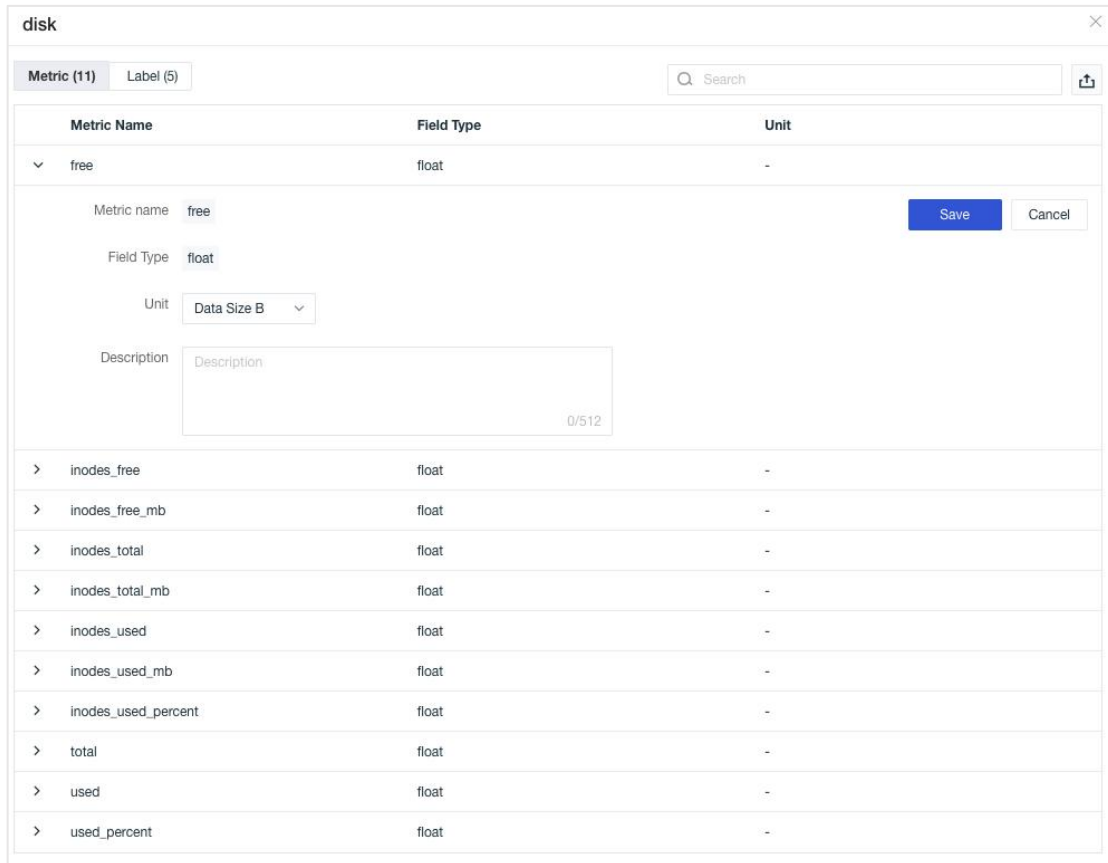 disk
Metric (11) Label (5) Search
Metric Name Field Type Unit
free float -
Metric name free Save Cancel
Field Type float
Unit Data Size B
Description Description
0/512
inodes_free float -
inodes_free_mb float -
inodes_total float -
inodes_total_mb float -
inodes_used float -
inodes_used_mb float -
inodes_used_percent float -
total float -
used float -
used_percent float -